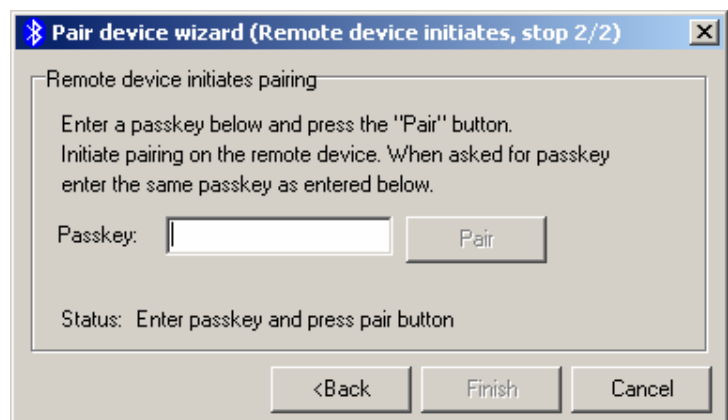 Pair device wizard (Remote device initiates, stop 2/2)
Remote device initiates pairing
Enter a passkey below and press the "Pair" button.
Initiate pairing on the remote device. When asked for passkey
enter the same passkey as entered below.
Passkey: Pair
Status: Enter passkey and press pair button
<Back Finish Cancel